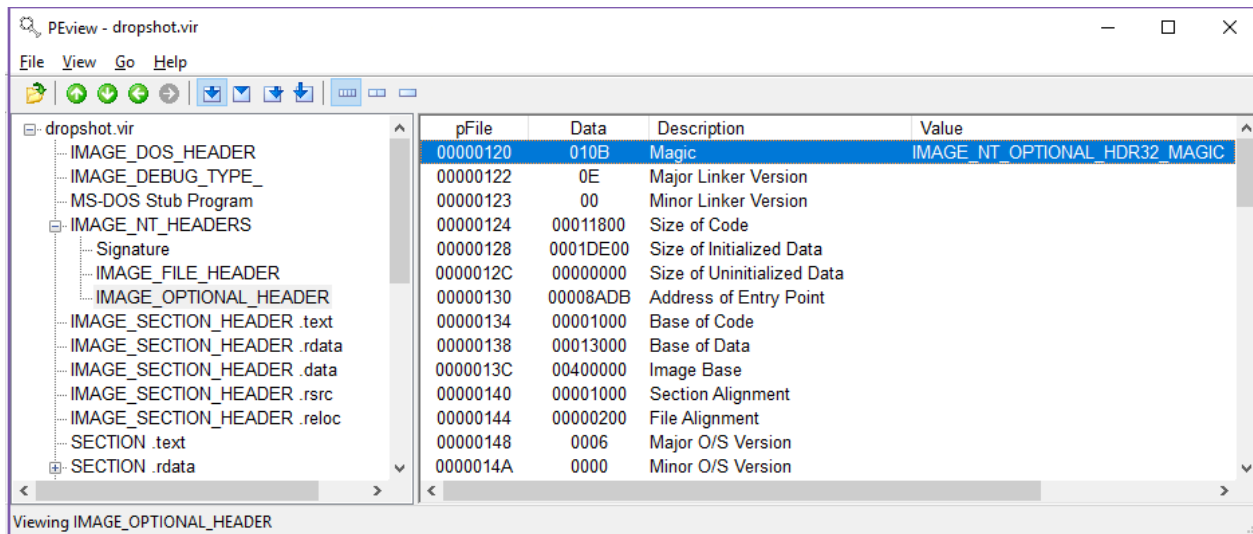 PEview - dropshot.vir
File View Go Help
dropshot.vir
IMAGE_DOS_HEADER
IMAGE_DEBUG_TYPE_
MS-DOS Stub Program
IMAGE_NT_HEADERS
Signature
IMAGE_FILE_HEADER
IMAGE_OPTIONAL_HEADER
IMAGE_SECTION_HEADER .text
IMAGE_SECTION_HEADER .rdata
IMAGE_SECTION_HEADER .data
IMAGE_SECTION_HEADER .rsrc
IMAGE_SECTION_HEADER .reloc
SECTION .text
SECTION .rdata
pFile Data Description Value
00000120 010B Magic IMAGE_NT_OPTIONAL_HDR32_MAGIC
00000122 0E Major Linker Version
00000123 00 Minor Linker Version
00000124 00011800 Size of Code
00000128 0001DE00 Size of Initialized Data
0000012C 00000000 Size of Uninitialized Data
00000130 00008ADB Address of Entry Point
00000134 00001000 Base of Code
00000138 00013000 Base of Data
0000013C 00400000 Image Base
00000140 00001000 Section Alignment
00000144 00000200 File Alignment
00000148 0006 Major O/S Version
0000014A 0000 Minor O/S Version
Viewing IMAGE_OPTIONAL_HEADER